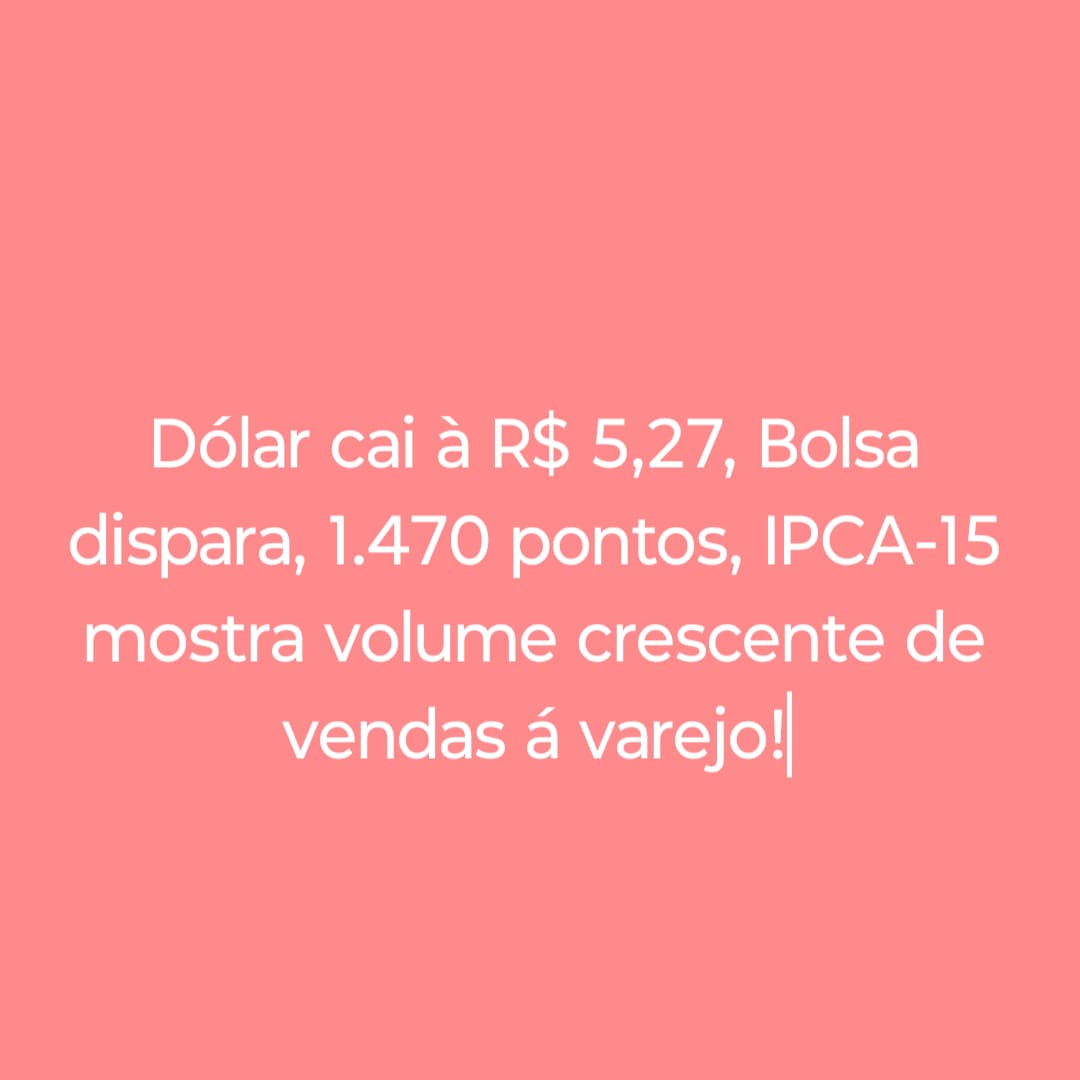 Dólar cai à R$ 5,27, Bolsa
dispara, 1.470 pontos, IPCA-15
mostra volume crescente de
vendas á varejo!